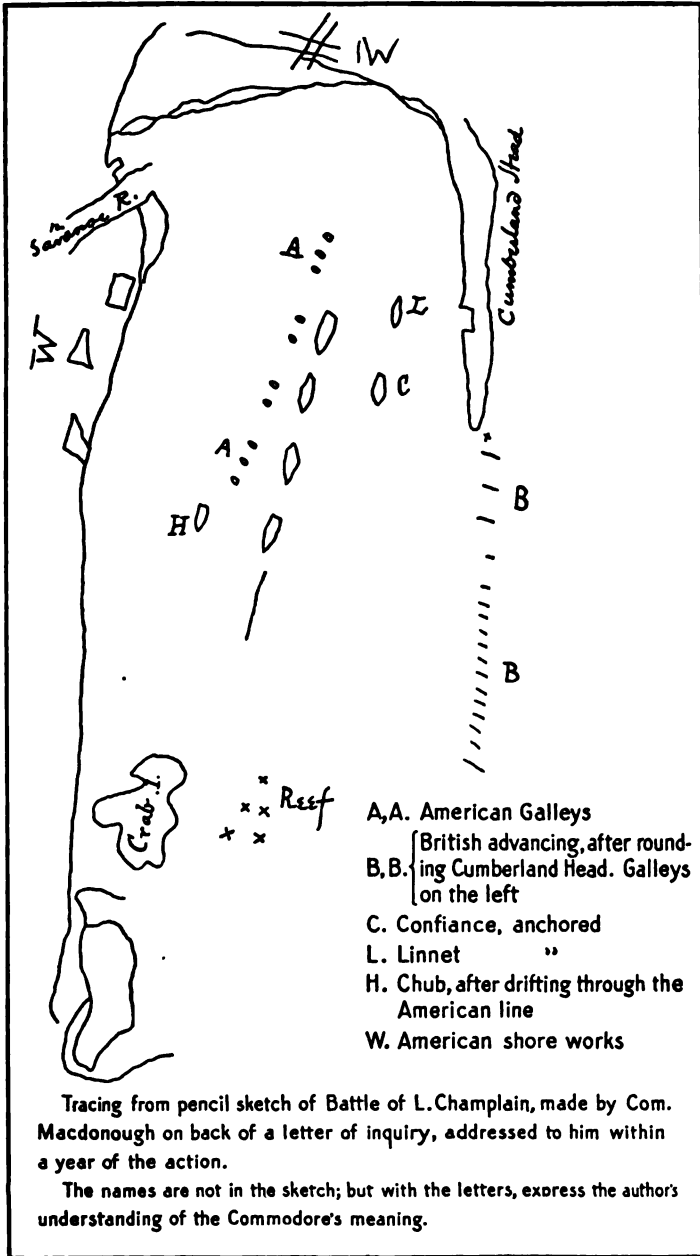 IW
Saranac R.
Cumberland Head
A
L
W
C
A
B
H
B
Reef
Crab I.
A,A. American Galleys
B,B. British advancing, after round-
ing Cumberland Head. Galleys
on the left
C. Confiance, anchored
L. Linnet "
H. Chub, after drifting through the
American line
W. American shore works
Tracing from pencil sketch of Battle of L.Champlain, made by Com.
Macdonough on back of a letter of inquiry, addressed to him within
a year of the action.
The names are not in the sketch; but with the letters, express the author's
understanding of the Commodore's meaning.